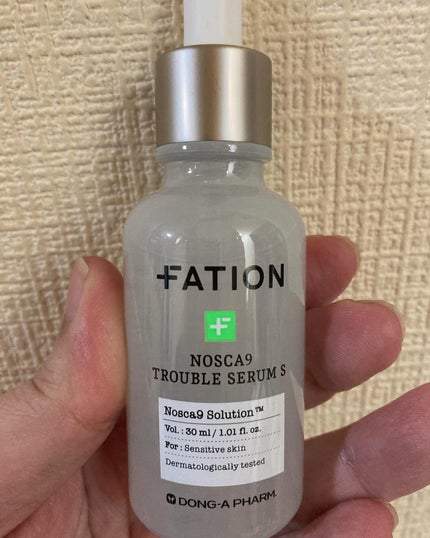 FATION
NOSCA9
TROUBLE SERUM S
Nosca9 Solution™
Vol. : 30 ml / 1.01 fl. oz.
For : Sensitive skin
Dermatologically tested
DONG-A PHARM.